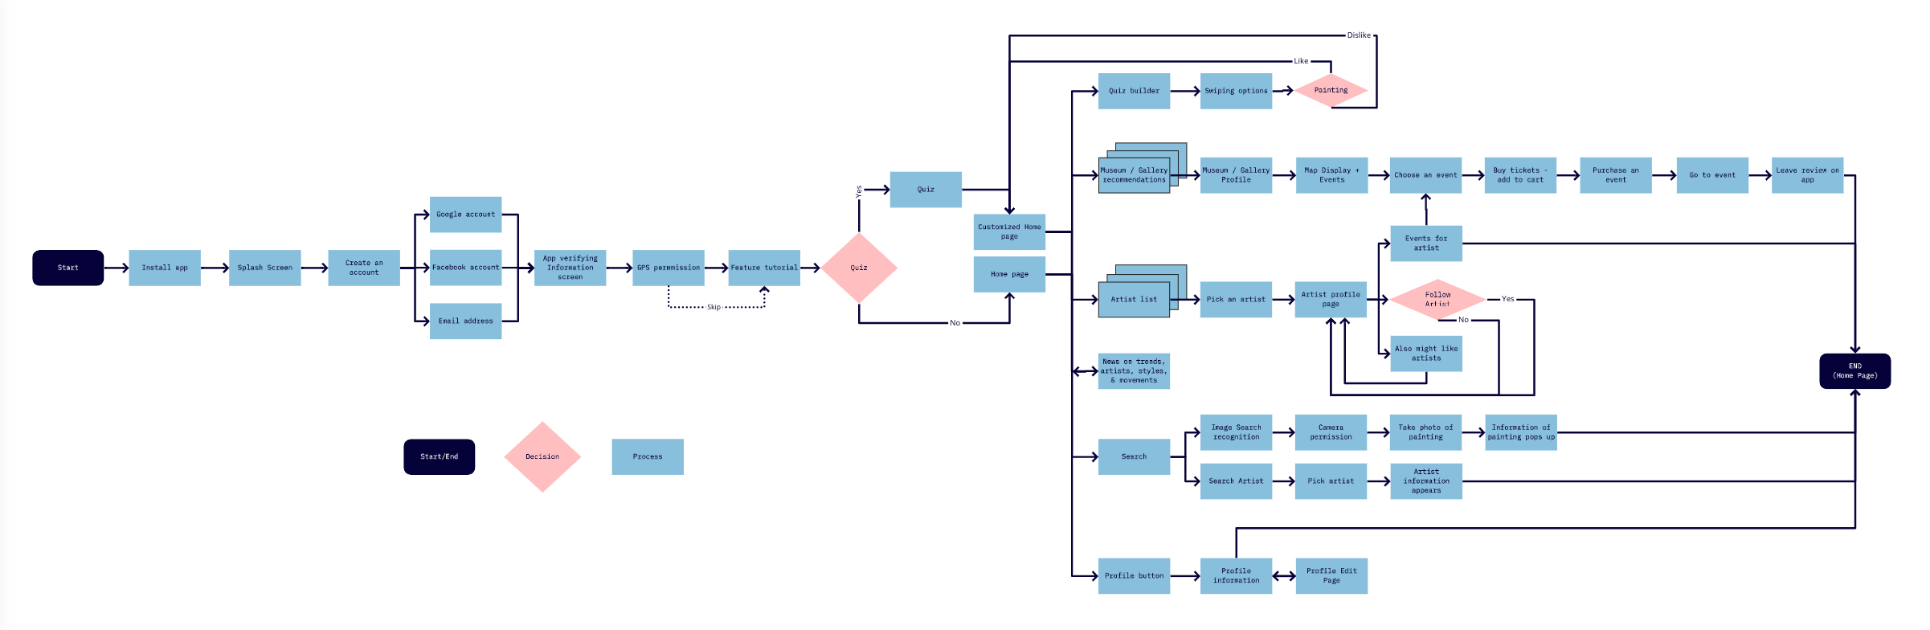 Dislike
Like
Quiz builder
Swiping options
Painting
Museum / Gallery
recommendations
Museum / Gallery
Profile
Map Display +
Events
Choose an event
Buy tickets -
add to cart
Purchase an
event
Go to event
Leave review on
app
Yes
Quiz
Google account
Customized Home
page
Events for
artist
Start
Install app
Splash Screen
Create an
account
Facebook account
App verifying
Information
screen
GPS permission
Feature tutorial
Quiz
Home page
Skip
No
Email address
Artist list
Pick an artist
Artist profile
page
Follow
Artist
Yes
No
Also might like
artists
News on trends,
artists, styles,
& movements
END
(Home Page)
Start/End
Decision
Process
Search
Image Search
recognition
Camera
permission
Take photo of
painting
Information of
painting pops up
Search Artist
Pick artist
Artist
information
appears
Profile button
Profile
information
Profile Edit
Page